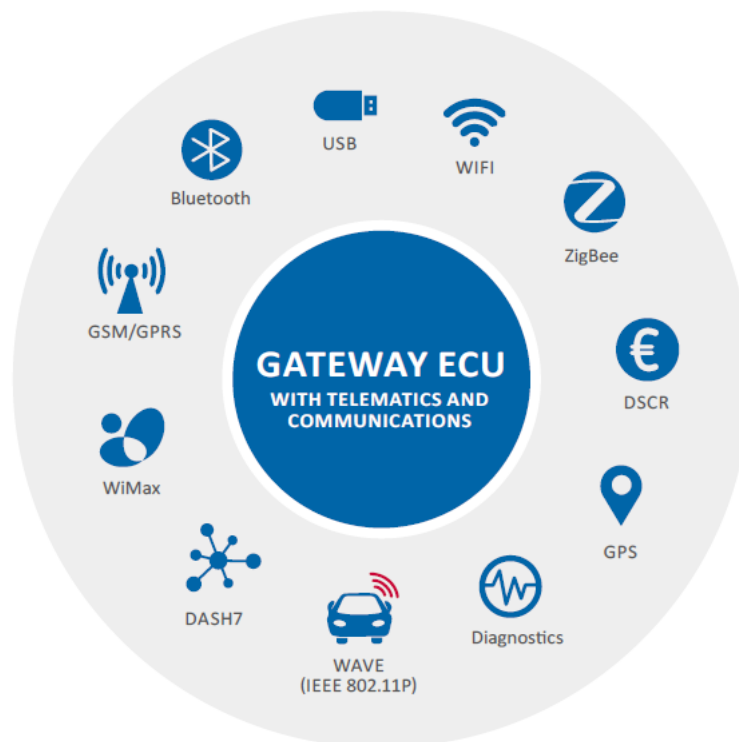 USB
WIFI
Bluetooth
ZigBee
GSM/GPRS
GATEWAY ECU
WITH TELEMATICS AND
COMMUNICATIONS
DSCR
WiMax
GPS
DASH7
Diagnostics
WAVE
(IEEE 802.11P)